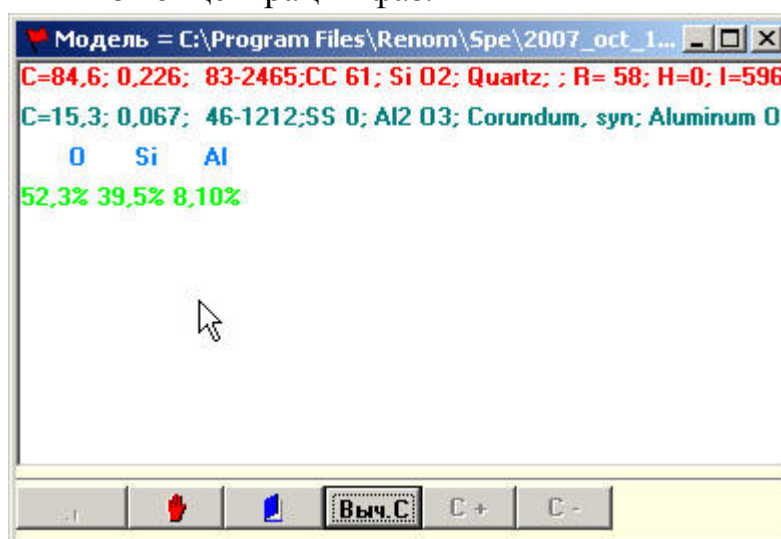 Модель = C:\Program Files\Renom\Spe\2007_oct_1...
C=84,6; 0,226; 83-2465;CC 61; Si O2; Quartz; ; R= 58; H=0; I=596
C=15,3; 0,067; 46-1212;SS 0; Al2 O3; Corundum, syn; Aluminum O
O Si Al
52,3% 39,5% 8,10%
Выч.С C + C -